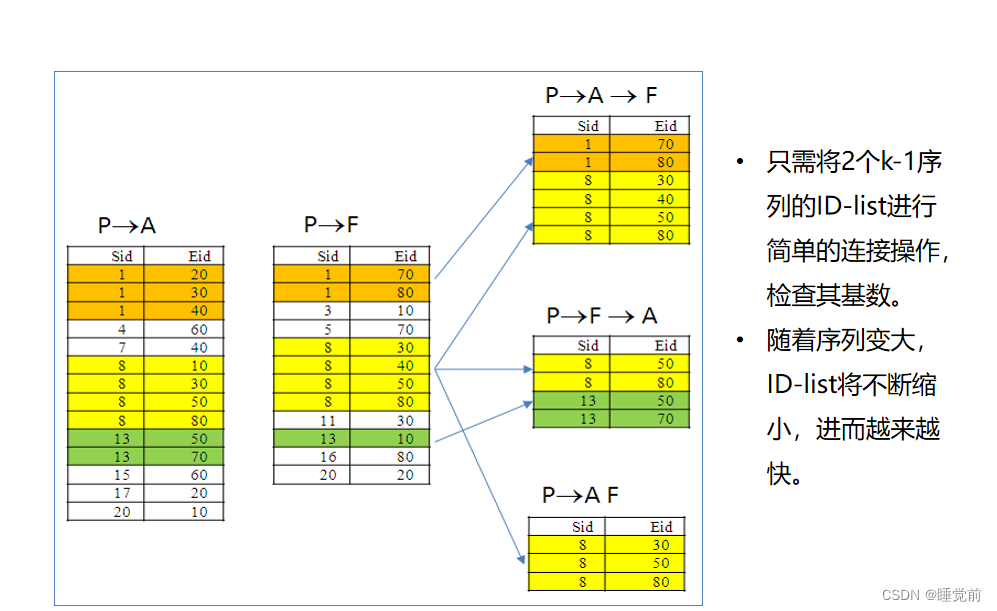 P→A
Sid Eid
1 20
1 30
1 40
4 60
7 40
8 10
8 30
8 50
8 80
13 50
13 70
15 60
17 20
20 10
P→F
Sid Eid
1 70
1 80
3 10
5 70
8 30
8 40
8 50
8 80
11 30
13 10
16 80
20 20
P→A → F
Sid Eid
1 70
1 80
8 30
8 40
8 50
8 80
P→F → A
Sid Eid
8 50
8 80
13 50
13 70
P→A F
Sid Eid
8 30
8 50
8 80
• 只需将2个k-1序
列的ID-list进行
简单的连接操作，
检查其基数。
• 随着序列变大，
ID-list将不断缩
小，进而越来越
快。
CSDN @睡觉前